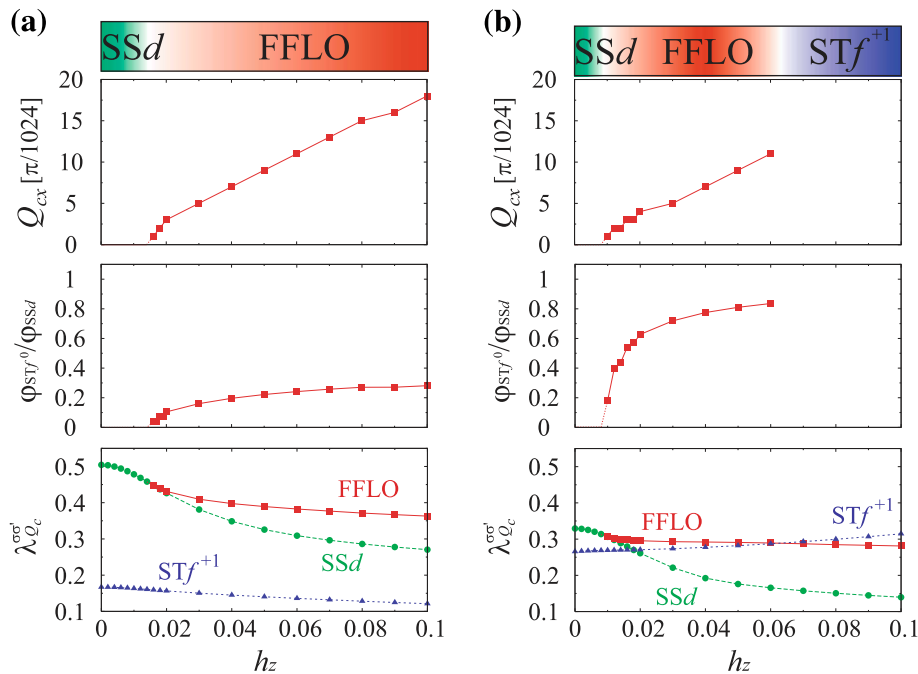 (a)
SSd FFLO
20
15
10
5
0
Q_cx [π/1024]
1
0.8
0.6
0.4
0.2
0
φ_STf^0/φ_SSd
0.5
0.4
0.3
0.2
0.1
λ_Q_c^σσ'
FFLO
SSd
STf^+1
0 0.02 0.04 0.06 0.08 0.1
h_z
(b)
SSd FFLO STf^+1
20
15
10
5
0
Q_cx [π/1024]
1
0.8
0.6
0.4
0.2
0
φ_STf^0/φ_SSd
0.5
0.4
0.3
0.2
0.1
λ_Q_c^σσ'
FFLO
STf^+1
SSd
0 0.02 0.04 0.06 0.08 0.1
h_z